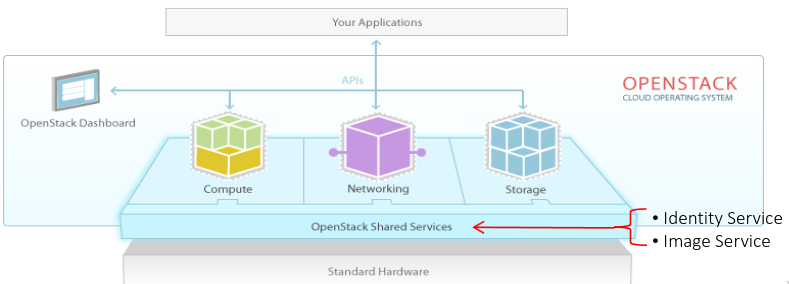 Your Applications
APIs
OPENSTACK
CLOUD OPERATING SYSTEM
OpenStack Dashboard
Compute
Networking
Storage
OpenStack Shared Services
• Identity Service
• Image Service
Standard Hardware